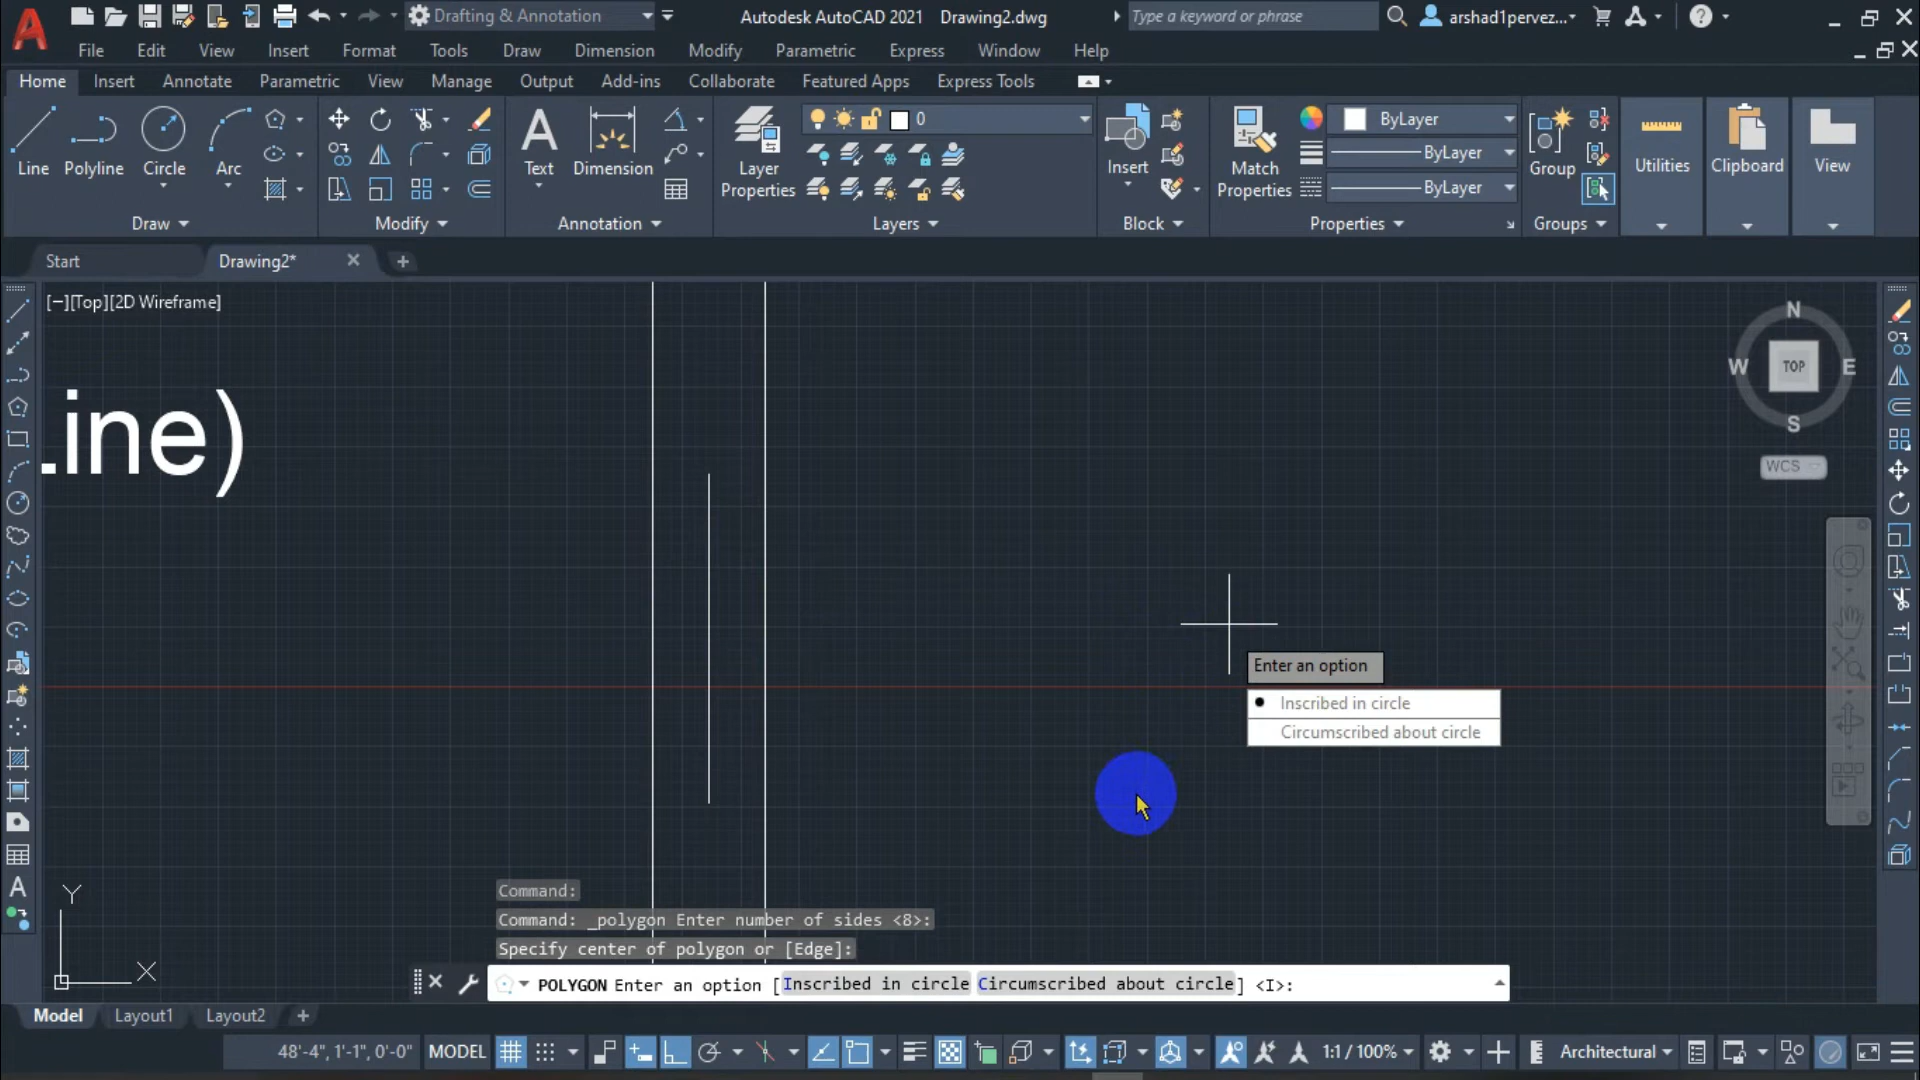 Drafting & Annotation
Autodesk AutoCAD 2021 Drawing2.dwg
Type a keyword or phrase
arshad1pervez...
File Edit View Insert Format Tools Draw Dimension Modify Parametric Express Window Help
Home Insert Annotate Parametric View Manage Output Add-ins Collaborate Featured Apps Express Tools
Line
Polyline
Circle
Arc
Draw
Modify
Text
Dimension
Annotation
Layer
Properties
0
Layers
Insert
Block
Match
Properties
ByLayer
ByLayer
ByLayer
Properties
Group
Groups
Utilities
Clipboard
View
Start
Drawing2*
[−][Top][2D Wireframe]
Line)
N
W
TOP
E
S
WCS
Enter an option
Inscribed in circle
Circumscribed about circle
A
Y
X
Command:
Command: _polygon Enter number of sides <8>:
Specify center of polygon or [Edge]:
POLYGON Enter an option [Inscribed in circle Circumscribed about circle] <I>:
Model Layout1 Layout2
48'-4", 1'-1", 0'-0"
MODEL
1:1 / 100%
Architectural